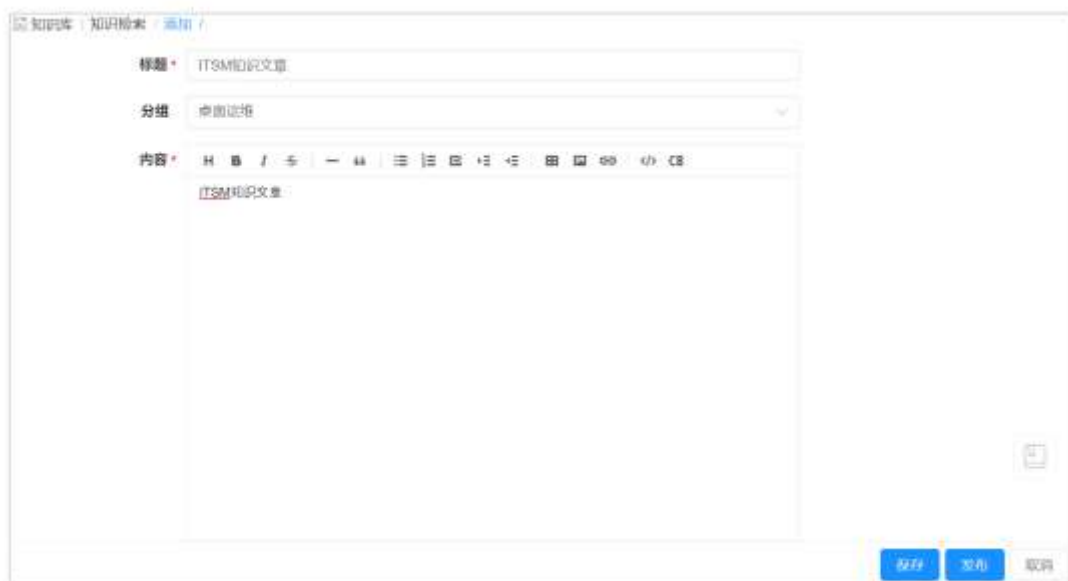 知识库 / 知识检索 / 添加 /
标题 * ITSM知识文章
分组 桌面运维
内容 * H B I S — 66 </> CB
ITSM知识文章
保存 发布 取消